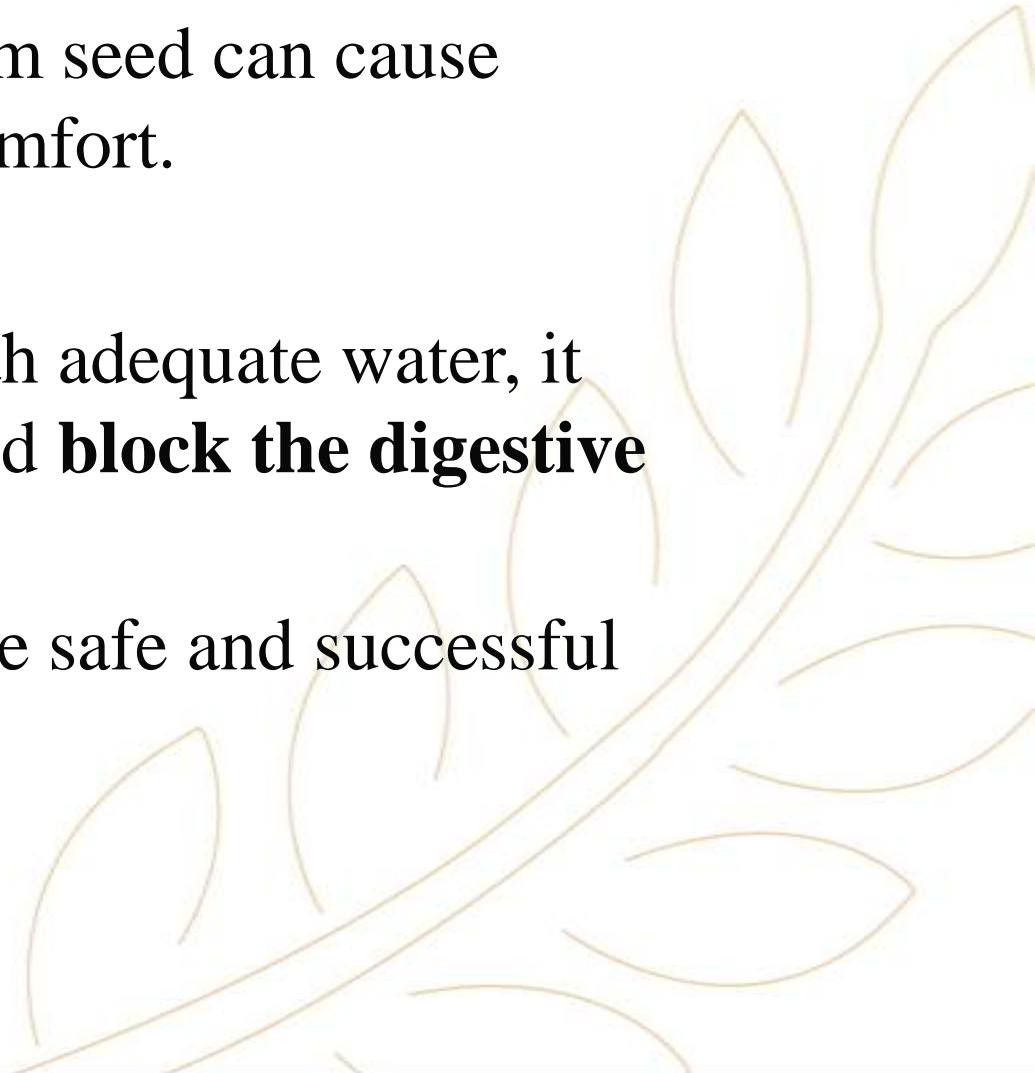 m seed can cause
mfort.
h adequate water, it
d block the digestive
e safe and successful